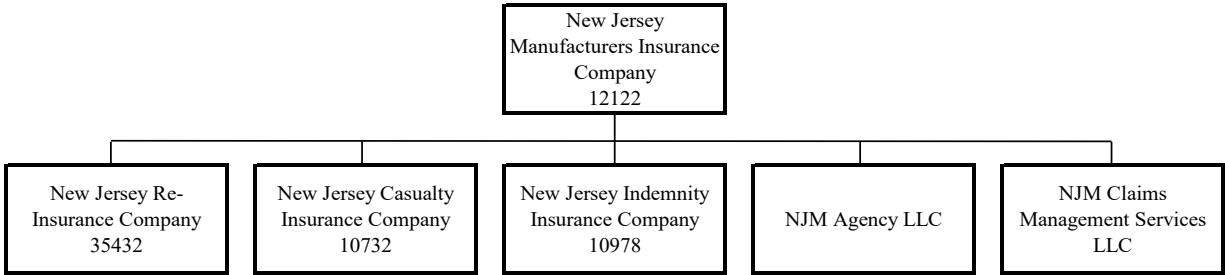 New Jersey
Manufacturers Insurance
Company
12122
New Jersey Re-
Insurance Company
35432
New Jersey Casualty
Insurance Company
10732
New Jersey Indemnity
Insurance Company
10978
NJM Agency LLC
NJM Claims
Management Services
LLC